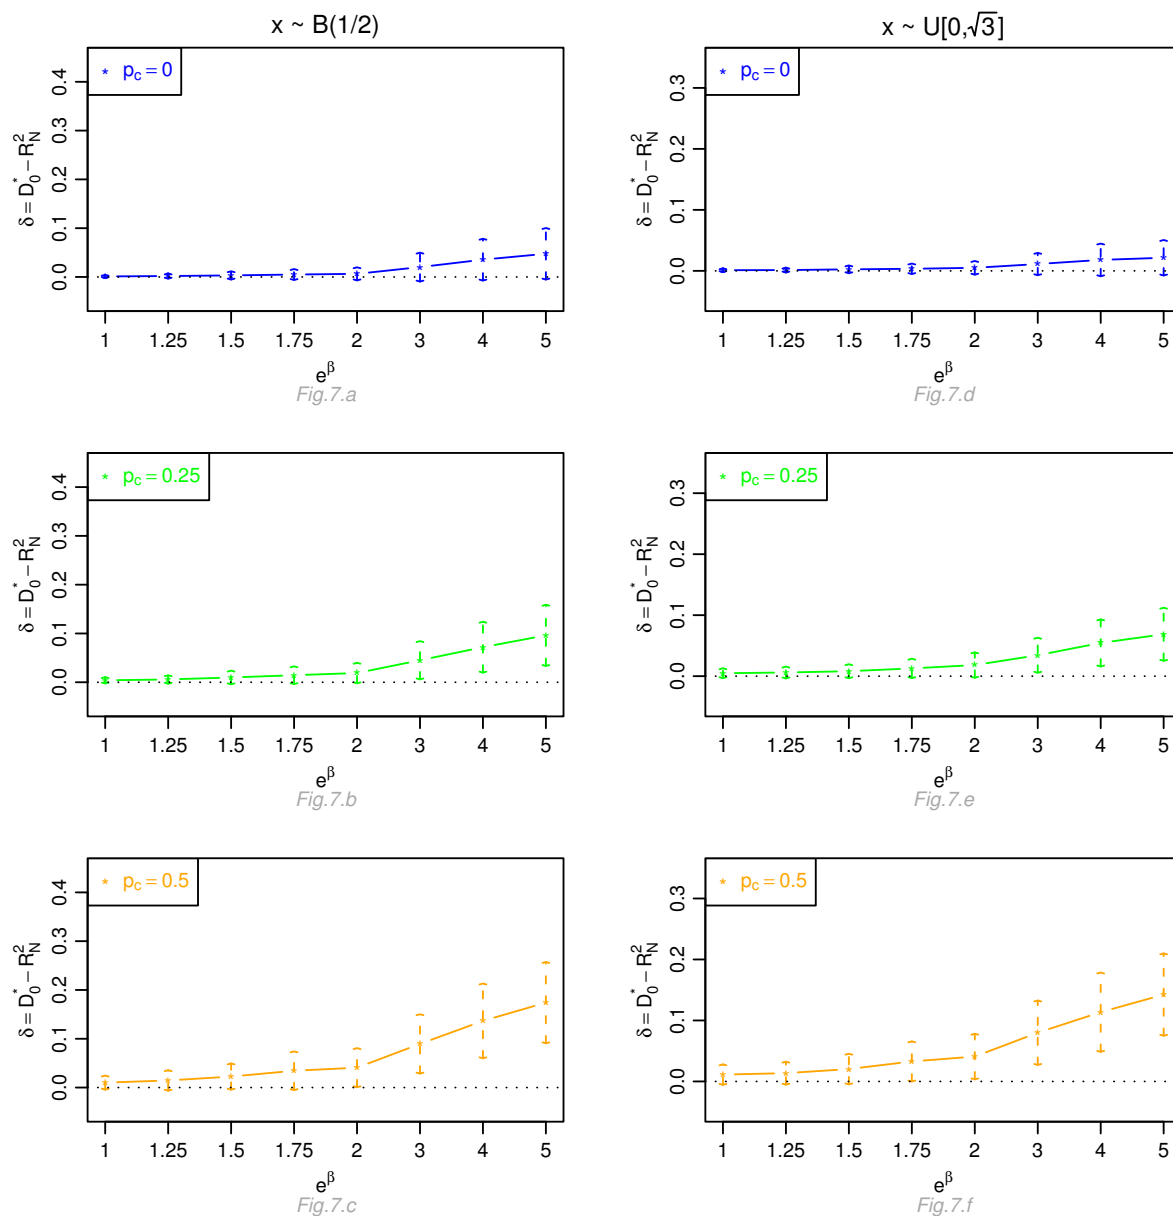 x ~ B(1/2)
p_c = 0
0.4
0.3
0.2
0.1
0.0
δ = D_0^* − R_N^2
1 1.25 1.5 1.75 2 3 4 5
e^β
Fig.7.a
x ~ U[0,√3]
p_c = 0
0.3
0.2
0.1
0.0
δ = D_0^* − R_N^2
1 1.25 1.5 1.75 2 3 4 5
e^β
Fig.7.d
p_c = 0.25
0.4
0.3
0.2
0.1
0.0
δ = D_0^* − R_N^2
1 1.25 1.5 1.75 2 3 4 5
e^β
Fig.7.b
p_c = 0.25
0.3
0.2
0.1
0.0
δ = D_0^* − R_N^2
1 1.25 1.5 1.75 2 3 4 5
e^β
Fig.7.e
p_c = 0.5
0.4
0.3
0.2
0.1
0.0
δ = D_0^* − R_N^2
1 1.25 1.5 1.75 2 3 4 5
e^β
Fig.7.c
p_c = 0.5
0.3
0.2
0.1
0.0
δ = D_0^* − R_N^2
1 1.25 1.5 1.75 2 3 4 5
e^β
Fig.7.f